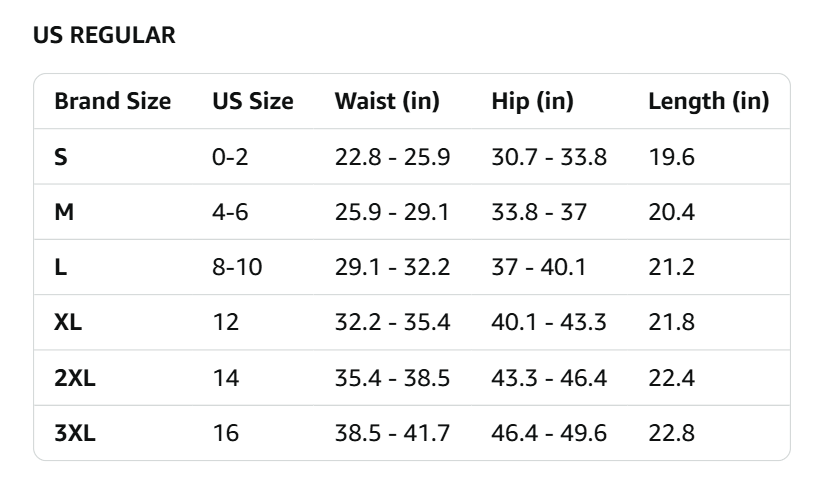 US REGULAR
Brand Size US Size Waist (in) Hip (in) Length (in)
S 0-2 22.8 - 25.9 30.7 - 33.8 19.6
M 4-6 25.9 - 29.1 33.8 - 37 20.4
L 8-10 29.1 - 32.2 37 - 40.1 21.2
XL 12 32.2 - 35.4 40.1 - 43.3 21.8
2XL 14 35.4 - 38.5 43.3 - 46.4 22.4
3XL 16 38.5 - 41.7 46.4 - 49.6 22.8